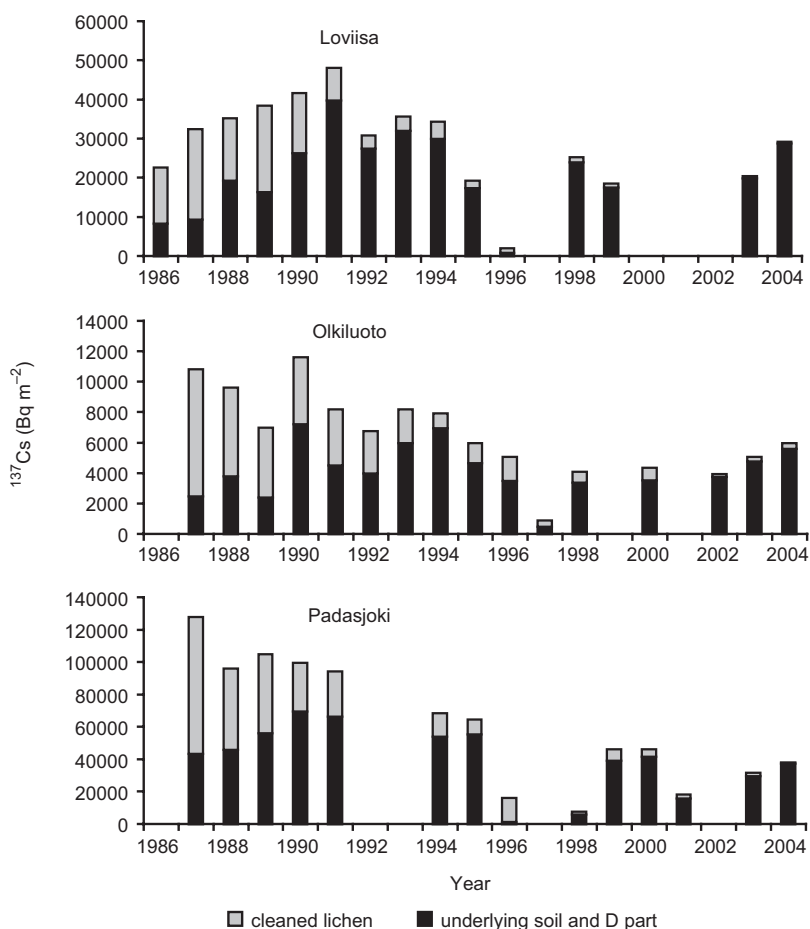 Loviisa
60000
50000
40000
30000
20000
10000
0
1986 1988 1990 1992 1994 1996 1998 2000 2002 2004
Olkiluoto
14000
12000
10000
8000
6000
4000
2000
0
1986 1988 1990 1992 1994 1996 1998 2000 2002 2004
¹³⁷Cs (Bq m⁻²)
Padasjoki
140000
120000
100000
80000
60000
40000
20000
0
1986 1988 1990 1992 1994 1996 1998 2000 2002 2004
Year
cleaned lichen underlying soil and D part